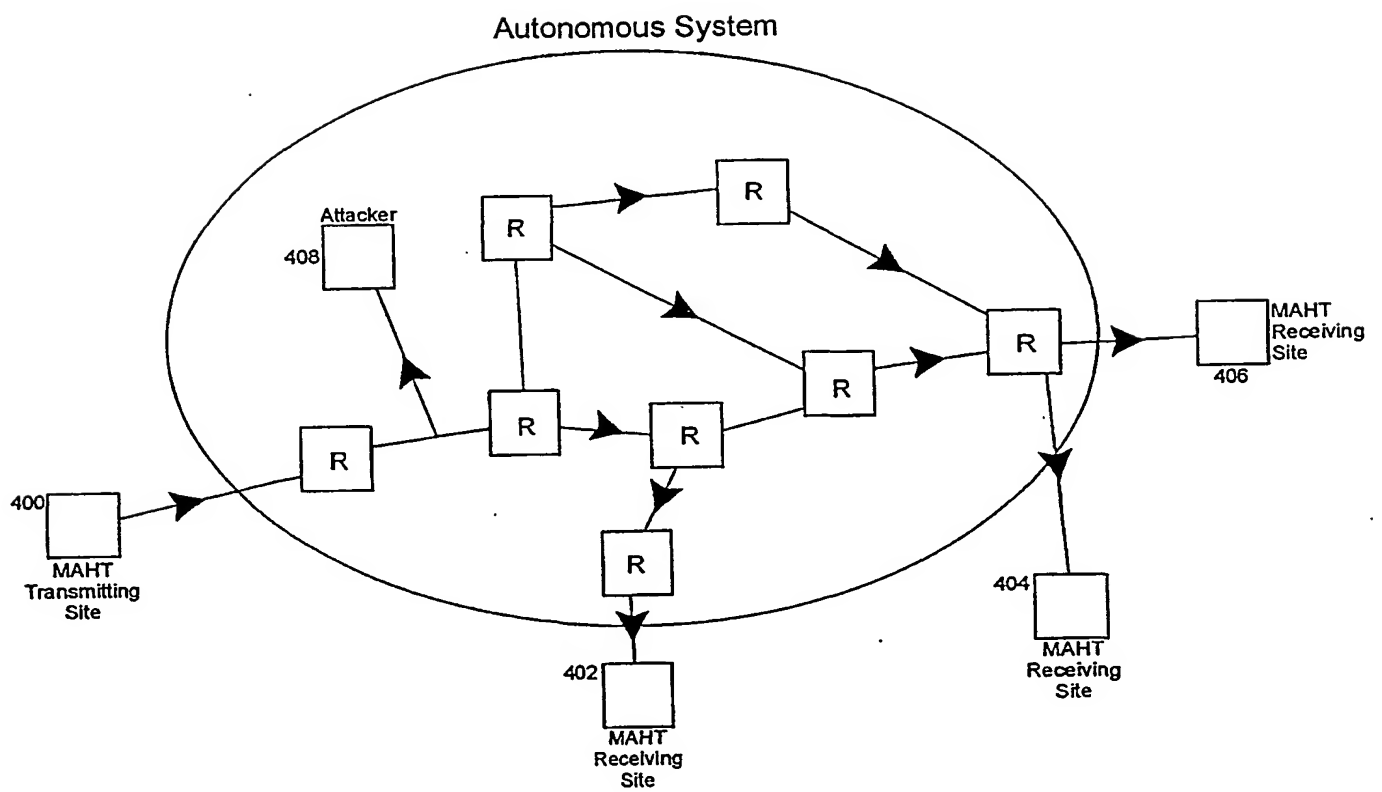 Autonomous System
R
R
Attacker
408
R
MAHT
Receiving
Site
406
R
R
R
R
400
MAHT
Transmitting
Site
R
404
MAHT
Receiving
Site
402
MAHT
Receiving
Site